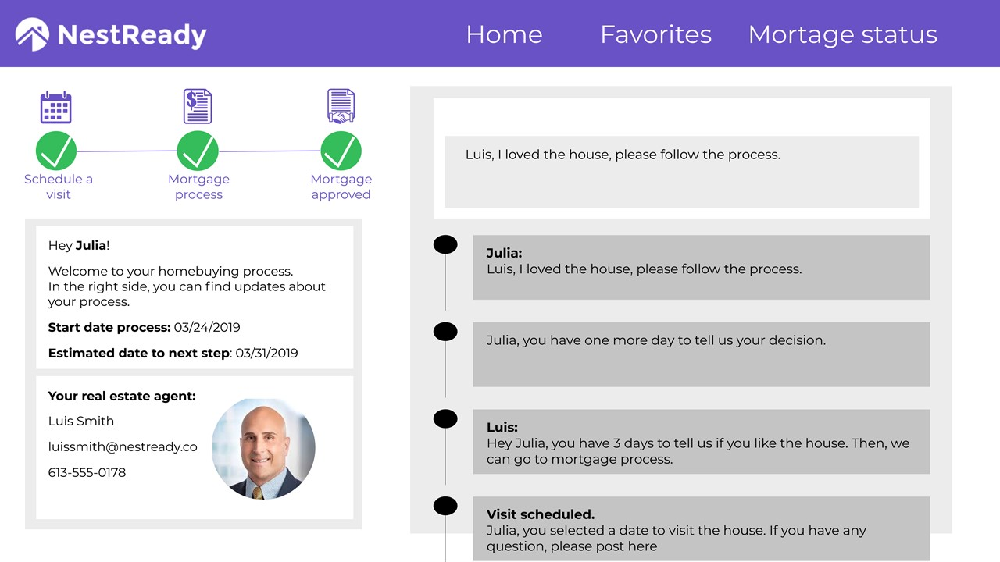 NestReady
Home
Favorites
Mortage status
Schedule a
visit
Mortgage
process
Mortgage
approved
Hey Julia!
Welcome to your homebuying process.
In the right side, you can find updates about
your process.
Start date process: 03/24/2019
Estimated date to next step: 03/31/2019
Your real estate agent:
Luis Smith
luissmith@nestready.co
613-555-0178
Luis, I loved the house, please follow the process.
Julia:
Luis, I loved the house, please follow the process.
Julia, you have one more day to tell us your decision.
Luis:
Hey Julia, you have 3 days to tell us if you like the house. Then, we
can go to mortgage process.
Visit scheduled.
Julia, you selected a date to visit the house. If you have any
question, please post here